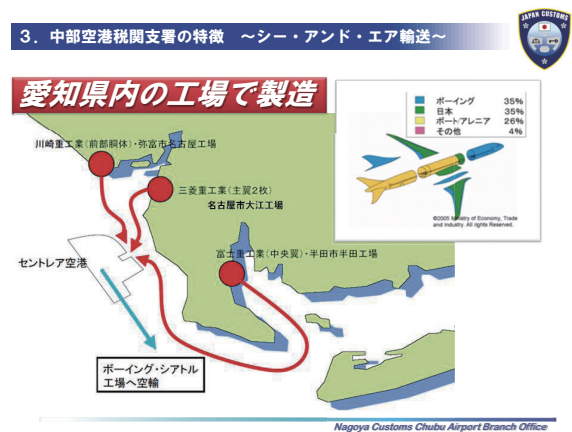 3．中部空港税関支署の特徴　～シー・アンド・エア輸送～
JAPAN CUSTOMS
愛知県内の工場で製造
ボーイング 35%
日本 35%
ボート/アレニア 26%
その他 4%
©2005 Ministry of Economy, Trade
and Industry. All rights Reserved.
川崎重工業(前部胴体)・弥富市名古屋工場
三菱重工業(主翼2枚)
名古屋市大江工場
富士重工業(中央翼)・半田市半田工場
セントレア空港
ボーイング・シアトル
工場へ空輸
Nagoya Customs Chubu Airport Branch Office